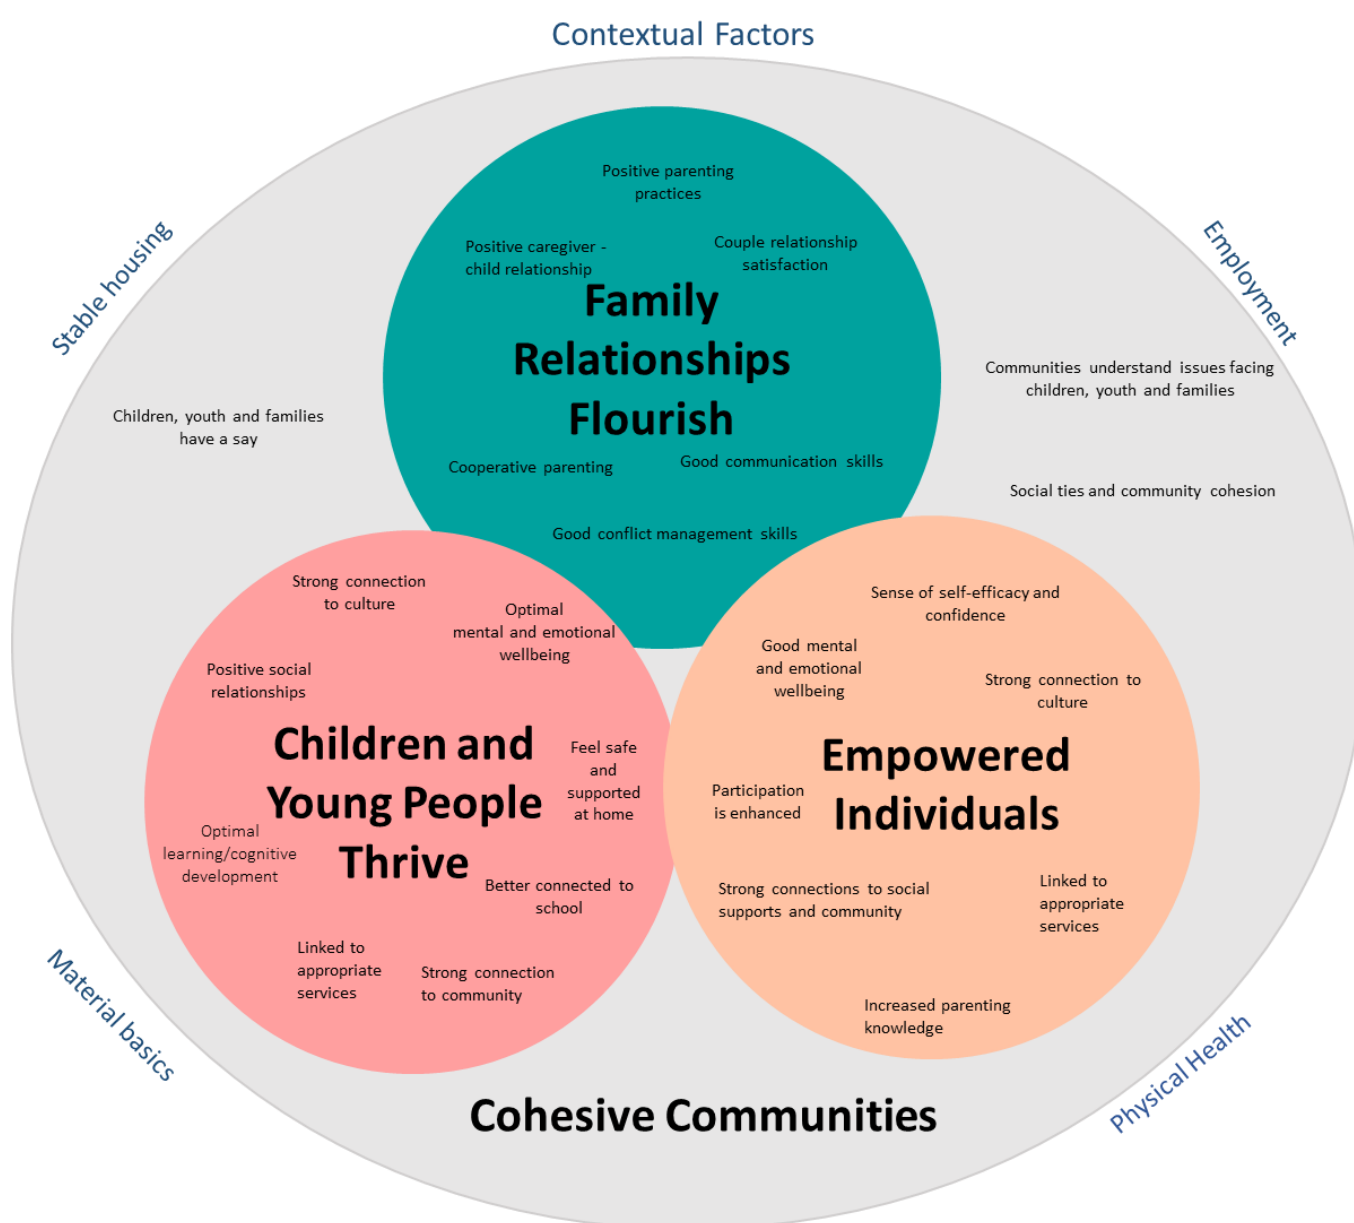 Contextual Factors
Stable housing
Employment
Positive parenting
practices
Positive caregiver -
child relationship
Couple relationship
satisfaction
Family
Relationships
Flourish
Cooperative parenting
Good communication skills
Good conflict management skills
Children, youth and families
have a say
Communities understand issues facing
children, youth and families
Social ties and community cohesion
Strong connection
to culture
Optimal
mental and emotional
wellbeing
Positive social
relationships
Children and
Young People
Thrive
Feel safe
and
supported
at home
Optimal
learning/cognitive
development
Better connected to
school
Linked to
appropriate
services
Strong connection
to community
Sense of self-efficacy and
confidence
Good mental
and emotional
wellbeing
Strong connection to
culture
Empowered
Individuals
Participation
is enhanced
Strong connections to social
supports and community
Linked to
appropriate
services
Increased parenting
knowledge
Material basics
Physical Health
Cohesive Communities